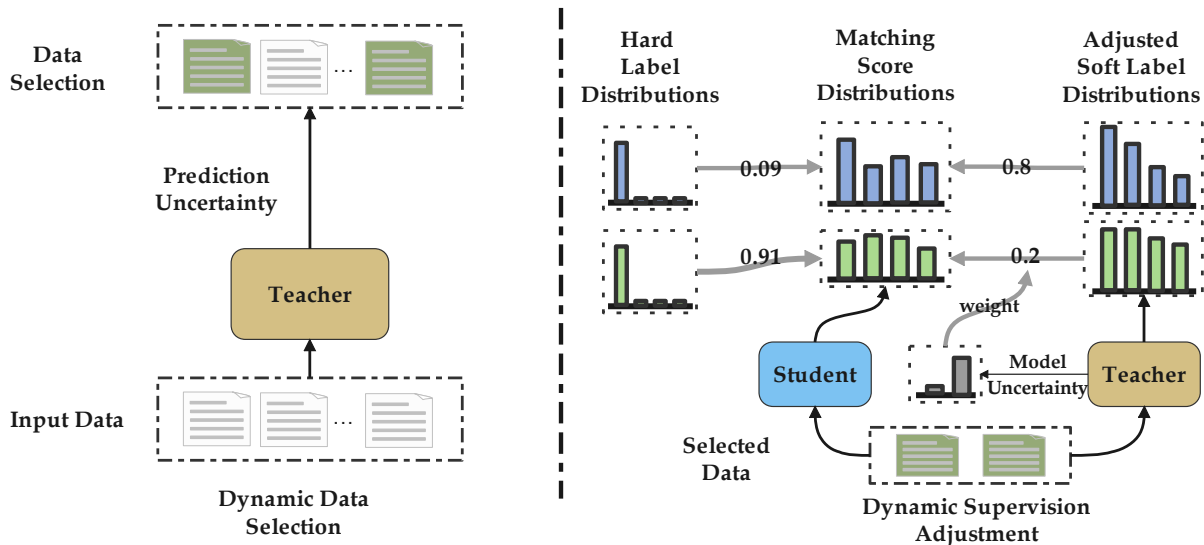 Data
Selection
...
Prediction
Uncertainty
Teacher
Input Data
...
Dynamic Data
Selection
Hard
Label
Distributions
Matching
Score
Distributions
Adjusted
Soft Label
Distributions
0.09
0.8
0.91
0.2
weight
Student
Model
Uncertainty
Teacher
Selected
Data
Dynamic Supervision
Adjustment